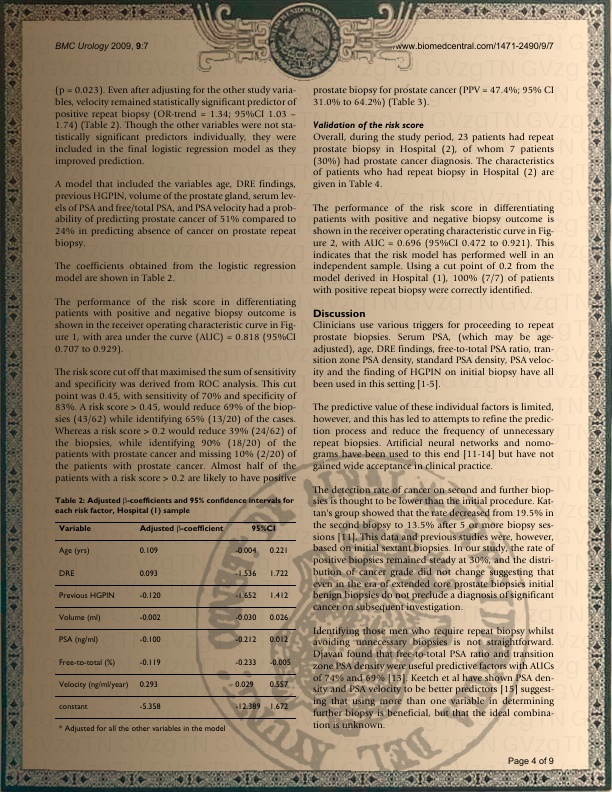 BMC Urology 2009, 9:7
www.biomedcentral.com/1471-2490/9/7
(p = 0.023). Even after adjusting for the other study varia-
bles, velocity remained statistically significant predictor of
positive repeat biopsy (OR-trend = 1.34; 95%CI 1.03 –
1.74) (Table 2). Though the other variables were not sta-
tistically significant predictors individually, they were
included in the final logistic regression model as they
improved prediction.
A model that included the variables age, DRE findings,
previous HGPIN, volume of the prostate gland, serum lev-
els of PSA and free/total PSA, and PSA velocity had a prob-
ability of predicting prostate cancer of 51% compared to
24% in predicting absence of cancer on prostate repeat
biopsy.
The coefficients obtained from the logistic regression
model are shown in Table 2.
The performance of the risk score in differentiating
patients with positive and negative biopsy outcome is
shown in the receiver operating characteristic curve in Fig-
ure 1, with area under the curve (AUC) = 0.818 (95%CI
0.707 to 0.929).
The risk score cut off that maximised the sum of sensitivity
and specificity was derived from ROC analysis. This cut
point was 0.45, with sensitivity of 70% and specificity of
83%. A risk score > 0.45, would reduce 69% of the biop-
sies (43/62) while identifying 65% (13/20) of the cases.
Whereas a risk score > 0.2 would reduce 39% (24/62) of
the biopsies, while identifying 90% (18/20) of the
patients with prostate cancer and missing 10% (2/20) of
the patients with prostate cancer. Almost half of the
patients with a risk score > 0.2 are likely to have positive
Table 2: Adjusted β-coefficients and 95% confidence intervals for
each risk factor, Hospital (1) sample
Variable Adjusted β-coefficient 95%CI
Age (yrs) 0.109 -0.004 0.221
DRE 0.093 -1.536 1.722
Previous HGPIN -0.120 -1.652 1.412
Volume (ml) -0.002 -0.030 0.026
PSA (ng/ml) -0.100 -0.212 0.012
Free-to-total (%) -0.119 -0.233 -0.005
Velocity (ng/ml/year) 0.293 0.029 0.557
constant -5.358 -12.389 1.672
* Adjusted for all the other variables in the model
prostate biopsy for prostate cancer (PPV = 47.4%; 95% CI
31.0% to 64.2%) (Table 3).
Validation of the risk score
Overall, during the study period, 23 patients had repeat
prostate biopsy in Hospital (2), of whom 7 patients
(30%) had prostate cancer diagnosis. The characteristics
of patients who had repeat biopsy in Hospital (2) are
given in Table 4.
The performance of the risk score in differentiating
patients with positive and negative biopsy outcome is
shown in the receiver operating characteristic curve in Fig-
ure 2, with AUC = 0.696 (95%CI 0.472 to 0.921). This
indicates that the risk model has performed well in an
independent sample. Using a cut point of 0.2 from the
model derived in Hospital (1), 100% (7/7) of patients
with positive repeat biopsy were correctly identified.
Discussion
Clinicians use various triggers for proceeding to repeat
prostate biopsies. Serum PSA, (which may be age-
adjusted), age, DRE findings, free-to-total PSA ratio, tran-
sition zone PSA density, standard PSA density, PSA veloc-
ity and the finding of HGPIN on initial biopsy have all
been used in this setting [1-5].
The predictive value of these individual factors is limited,
however, and this has led to attempts to refine the predic-
tion process and reduce the frequency of unnecessary
repeat biopsies. Artificial neural networks and nomo-
grams have been used to this end [11-14] but have not
gained wide acceptance in clinical practice.
The detection rate of cancer on second and further biop-
sies is thought to be lower than the initial procedure. Kat-
tan's group showed that the rate decreased from 19.5% in
the second biopsy to 13.5% after 5 or more biopsy ses-
sions [11]. This data and previous studies were, however,
based on initial sextant biopsies. In our study, the rate of
positive biopsies remained steady at 30%, and the distri-
bution of cancer grade did not change suggesting that
even in the era of extended core prostate biopsies initial
benign biopsies do not preclude a diagnosis of significant
cancer on subsequent investigation.
Identifying those men who require repeat biopsy whilst
avoiding unnecessary biopsies is not straightforward.
Djavan found that free-to-total PSA ratio and transition
zone PSA density were useful predictive factors with AUCs
of 74% and 69% [13]. Keetch et al have shown PSA den-
sity and PSA velocity to be better predictors [15] suggest-
ing that using more than one variable in determining
further biopsy is beneficial, but that the ideal combina-
tion is unknown.
Page 4 of 9